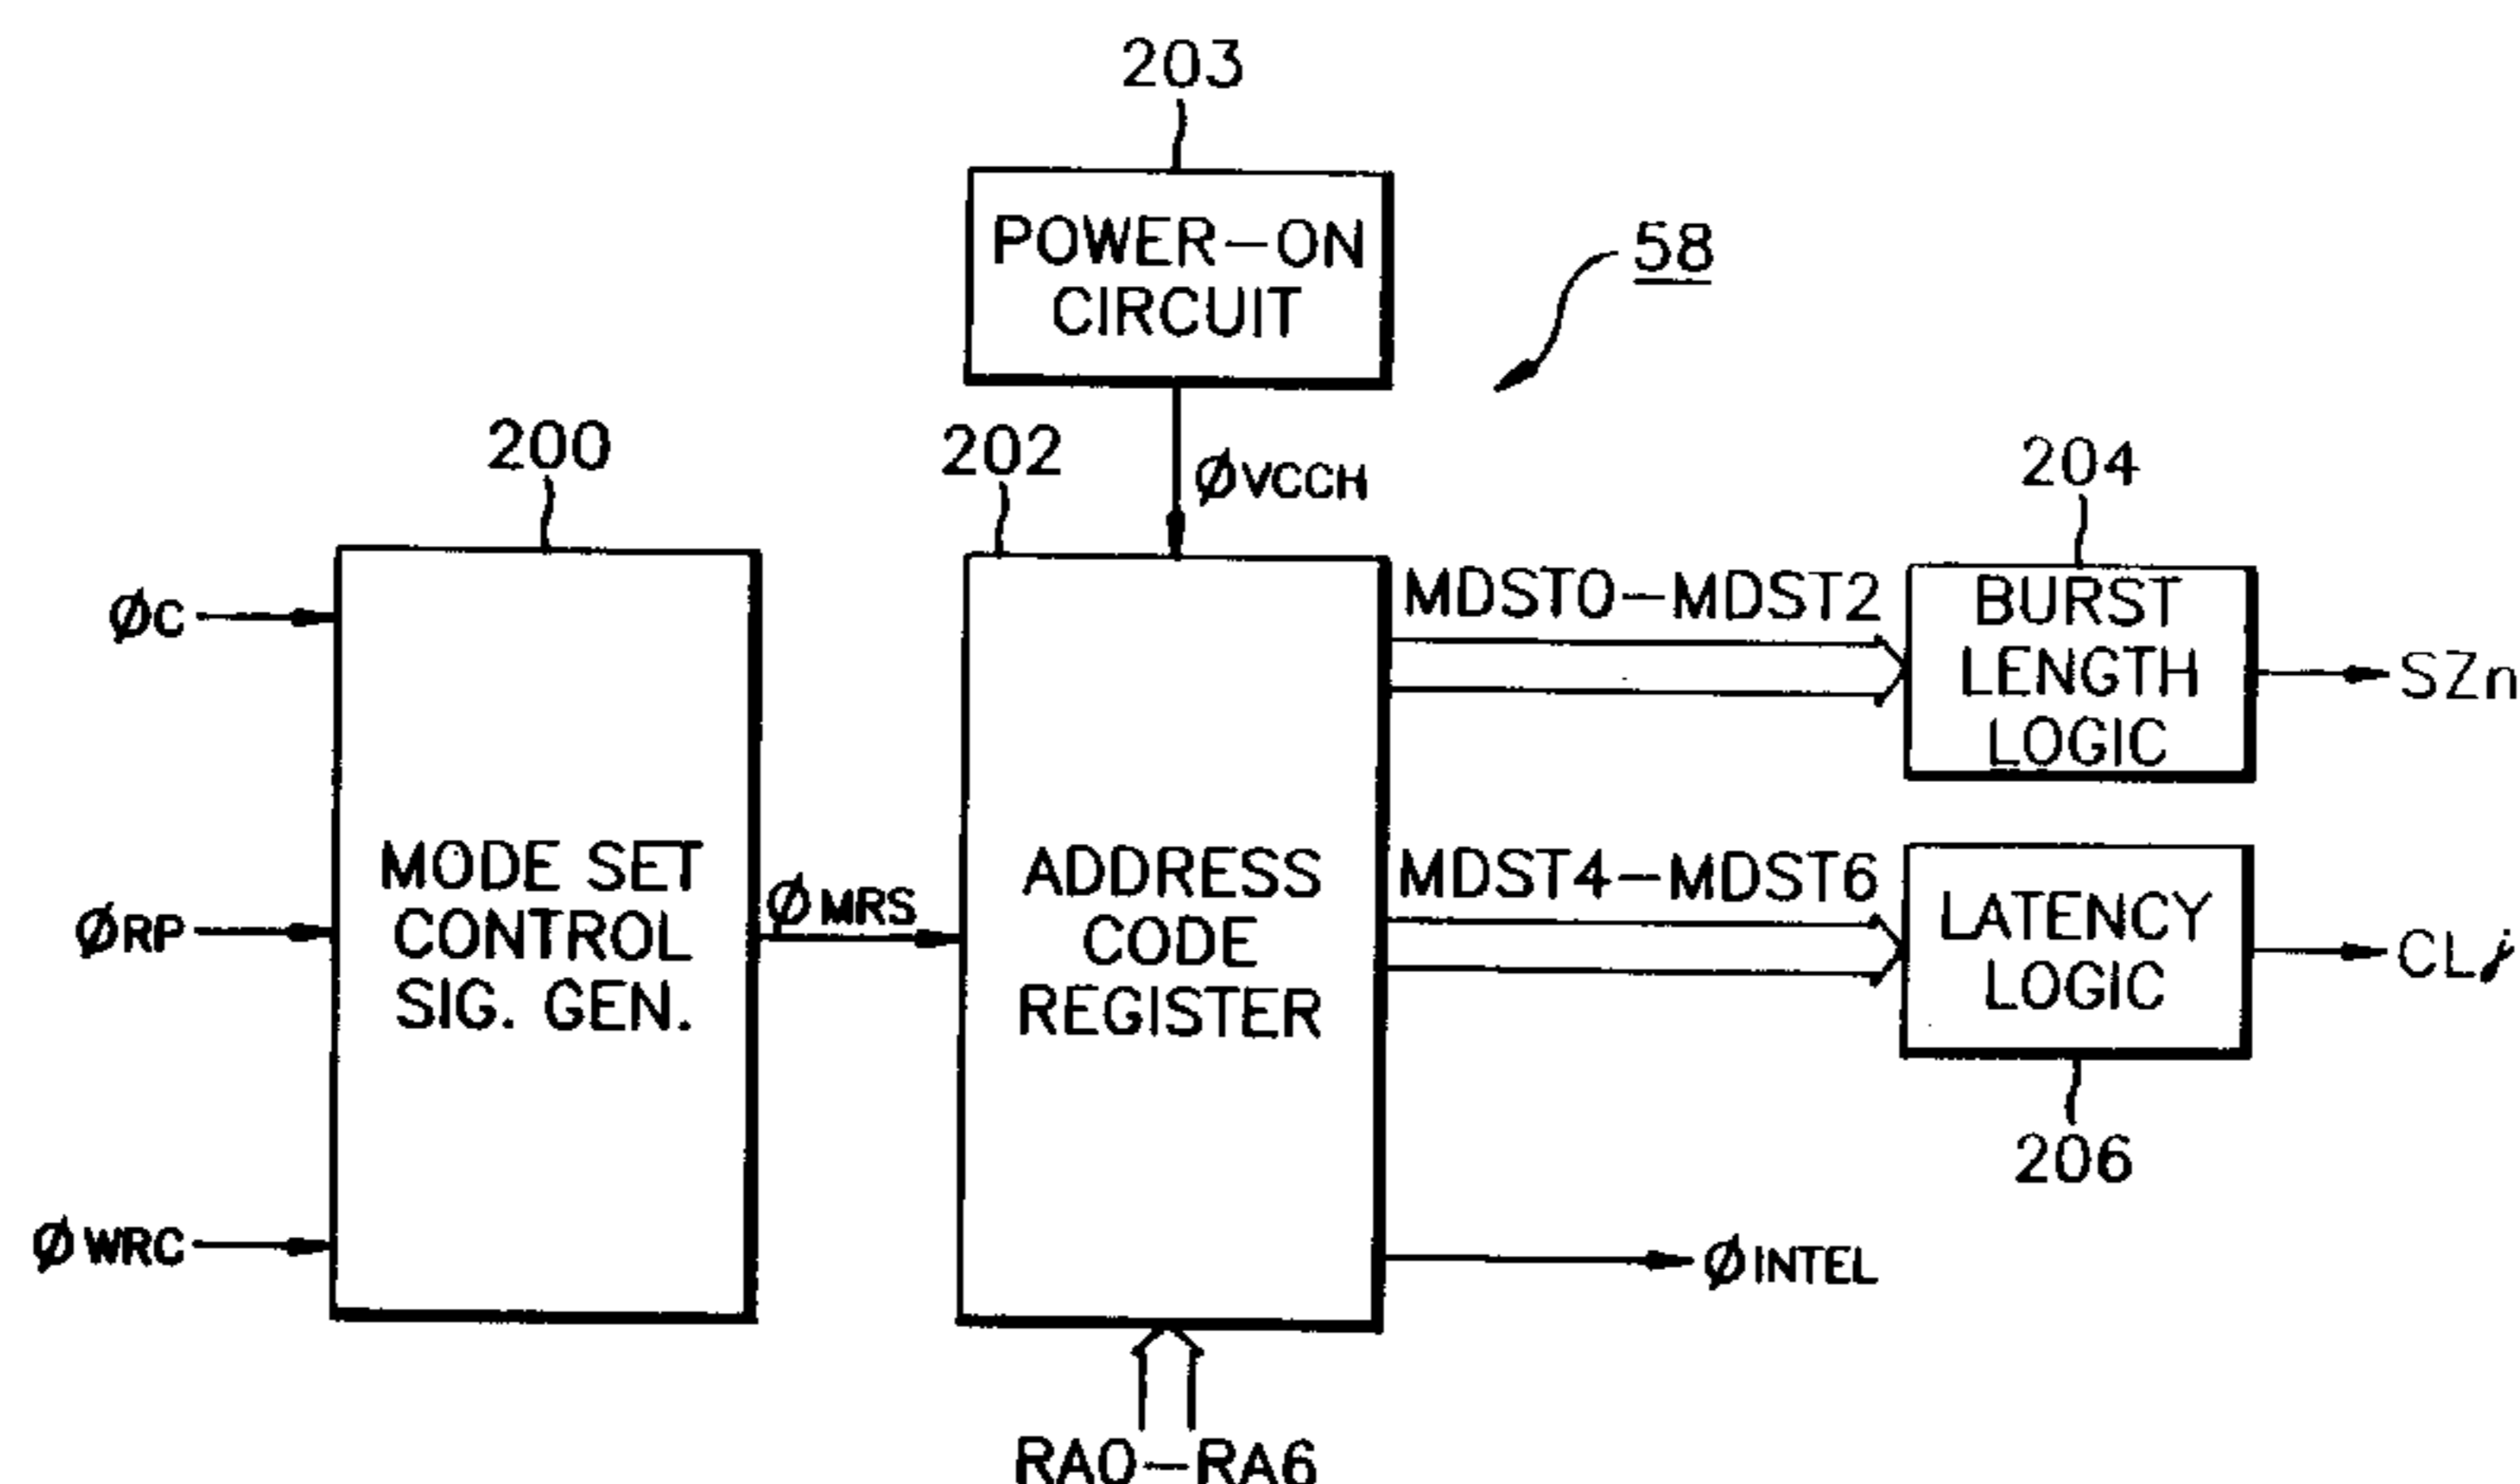 203
POWER-ON
CIRCUIT
58
200
202
øVCCH
204
øC
MDST0-MDST2
BURST
LENGTH
LOGIC
SZn
MODE SET
CONTROL
SIG. GEN.
øRP
øMRS
ADDRESS
CODE
REGISTER
MDST4-MDST6
LATENCY
LOGIC
CLj
206
øWRC
øINTEL
RA0-RA6